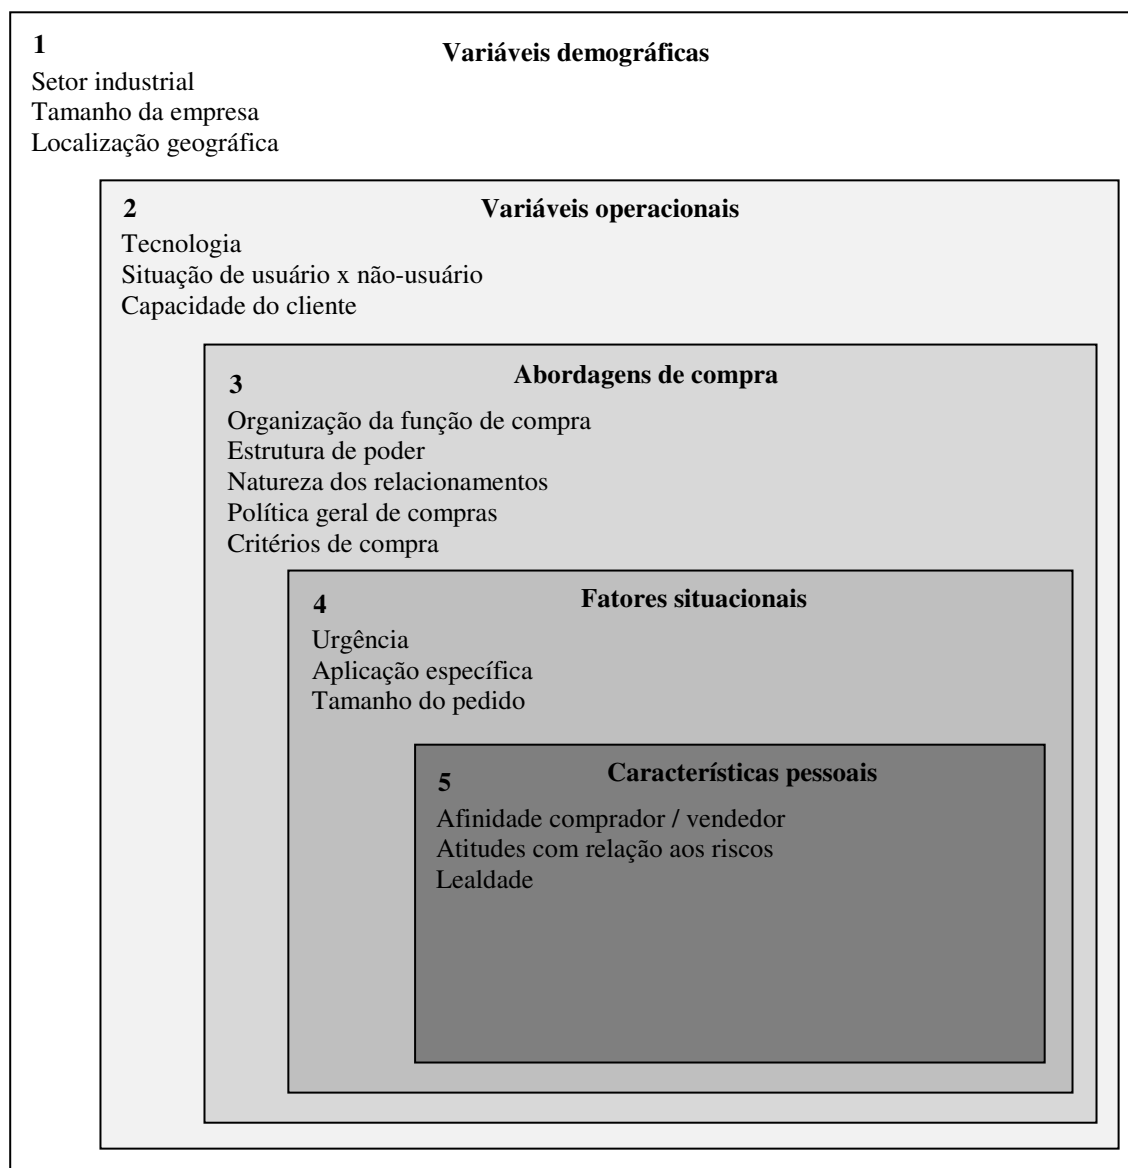 1
Variáveis demográficas
Setor industrial
Tamanho da empresa
Localização geográfica
2
Variáveis operacionais
Tecnologia
Situação de usuário x não-usuário
Capacidade do cliente
3
Abordagens de compra
Organização da função de compra
Estrutura de poder
Natureza dos relacionamentos
Política geral de compras
Critérios de compra
4
Fatores situacionais
Urgência
Aplicação específica
Tamanho do pedido
5
Características pessoais
Afinidade comprador / vendedor
Atitudes com relação aos riscos
Lealdade